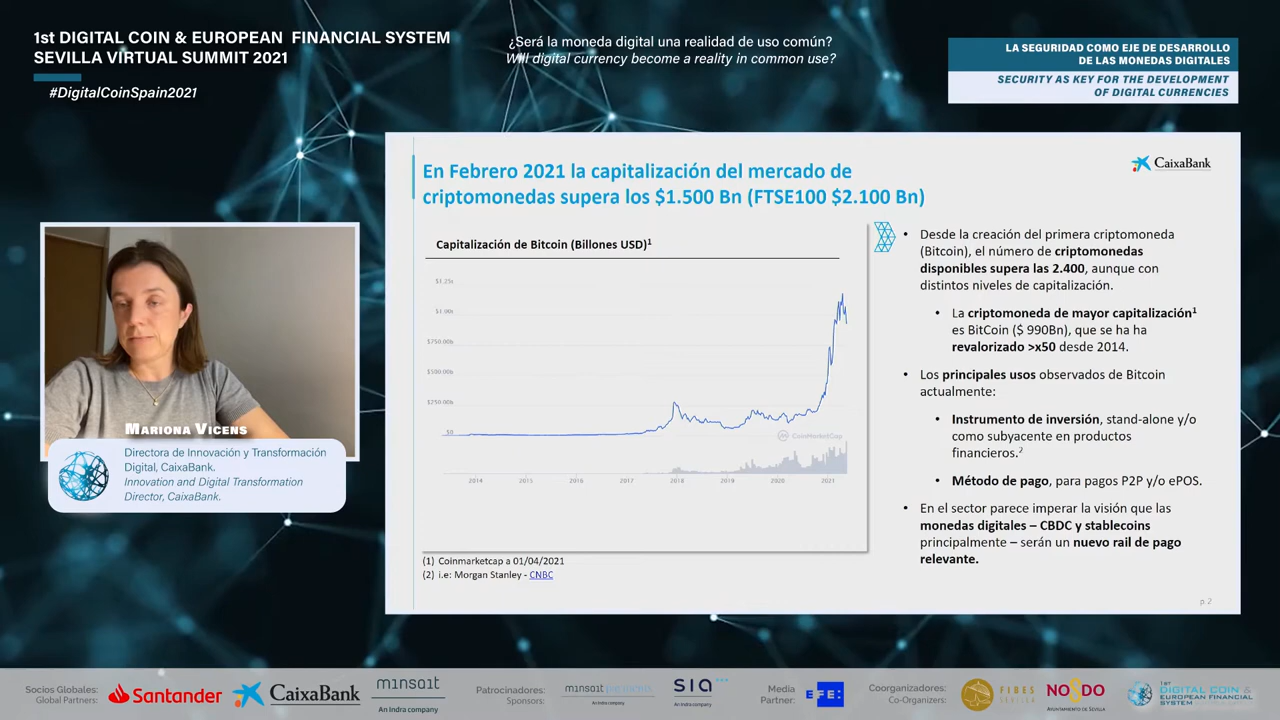 1st DIGITAL COIN & EUROPEAN FINANCIAL SYSTEM
SEVILLA VIRTUAL SUMMIT 2021
#DigitalCoinSpain2021
¿Será la moneda digital una realidad de uso común?
Will digital currency become a reality in common use?
LA SEGURIDAD COMO EJE DE DESARROLLO
DE LAS MONEDAS DIGITALES
SECURITY AS KEY FOR THE DEVELOPMENT
OF DIGITAL CURRENCIES
MARIONA VICENS
Directora de Innovación y Transformación
Digital, CaixaBank.
Innovation and Digital Transformation
Director, CaixaBank.
En Febrero 2021 la capitalización del mercado de
criptomonedas supera los $1.500 Bn (FTSE100 $2.100 Bn)
CaixaBank
Capitalización de Bitcoin (Billones USD)1
$1.25t
$1.00t
$750.00b
$500.00b
$250.00b
$0
CoinMarketCap
2014 2015 2016 2017 2018 2019 2020 2021
(1) Coinmarketcap a 01/04/2021
(2) i.e: Morgan Stanley - CNBC
• Desde la creación del primera criptomoneda
(Bitcoin), el número de criptomonedas
disponibles supera las 2.400, aunque con
distintos niveles de capitalización.
• La criptomoneda de mayor capitalización1
es BitCoin ($ 990Bn), que se ha ha
revalorizado >x50 desde 2014.
• Los principales usos observados de Bitcoin
actualmente:
• Instrumento de inversión, stand-alone y/o
como subyacente en productos
financieros.2
• Método de pago, para pagos P2P y/o ePOS.
• En el sector parece imperar la visión que las
monedas digitales – CBDC y stablecoins
principalmente – serán un nuevo rail de pago
relevante.
p.2
Socios Globales:
Global Partners:
Santander
CaixaBank
minsait
An Indra company
Patrocinadores:
Sponsors:
minsait
An Indra company
SIA
An Indra company
Media
Partner:
EFE:
Coorganizadores:
Co-Organizers:
FIBES
SEVILLA
NO8DO
AYUNTAMIENTO DE SEVILLA
1st
DIGITAL COIN &
EUROPEAN FINANCIAL
SYSTEM